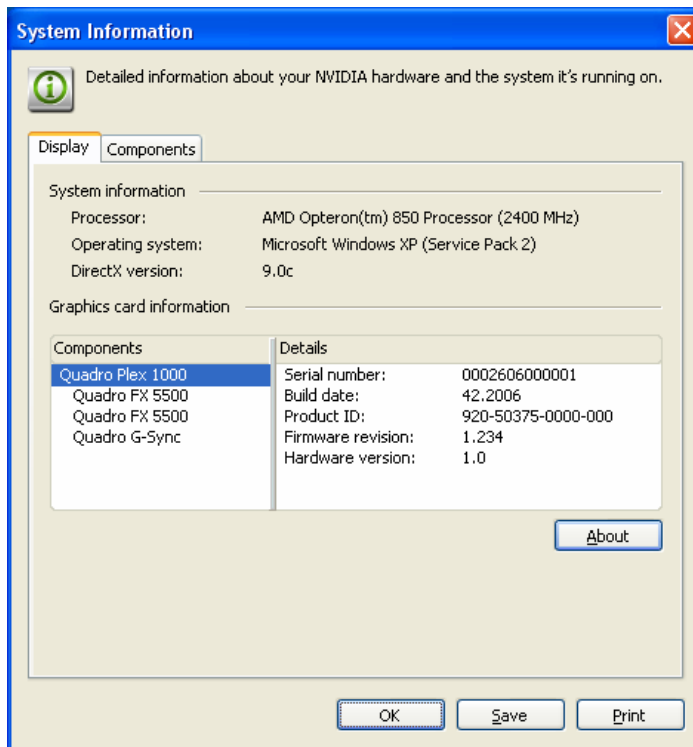 System Information
Detailed information about your NVIDIA hardware and the system it's running on.
Display Components
System information
Processor: AMD Opteron(tm) 850 Processor (2400 MHz)
Operating system: Microsoft Windows XP (Service Pack 2)
DirectX version: 9.0c
Graphics card information
Components Details
Quadro Plex 1000 Serial number: 0002606000001
Quadro FX 5500 Build date: 42.2006
Quadro FX 5500 Product ID: 920-50375-0000-000
Quadro G-Sync Firmware revision: 1.234
Hardware version: 1.0
About
OK Save Print